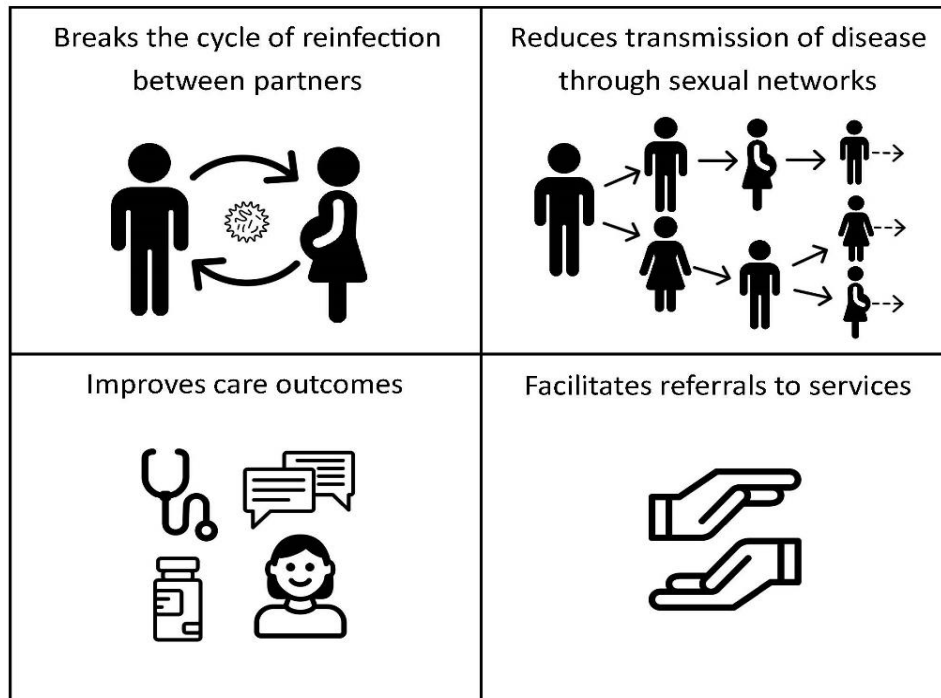 Breaks the cycle of reinfection
between partners
Reduces transmission of disease
through sexual networks
Improves care outcomes
Facilitates referrals to services